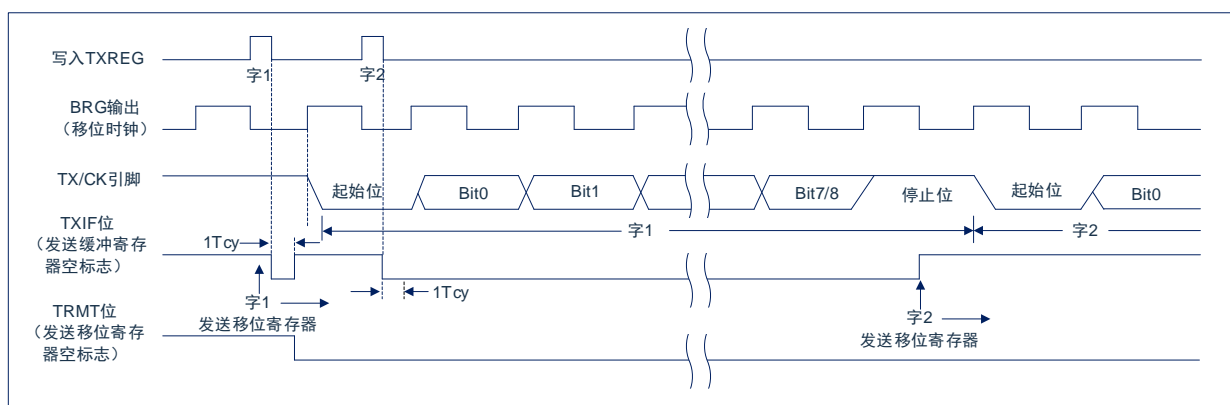 写入TXREG
字1
字2
BRG输出
（移位时钟）
TX/CK引脚
起始位
Bit0
Bit1
Bit7/8
停止位
起始位
Bit0
TXIF位
（发送缓冲寄存
器空标志）
1Tcy
字1
字2
1Tcy
字1
发送移位寄存器
字2
发送移位寄存器
TRMT位
（发送移位寄存
器空标志）